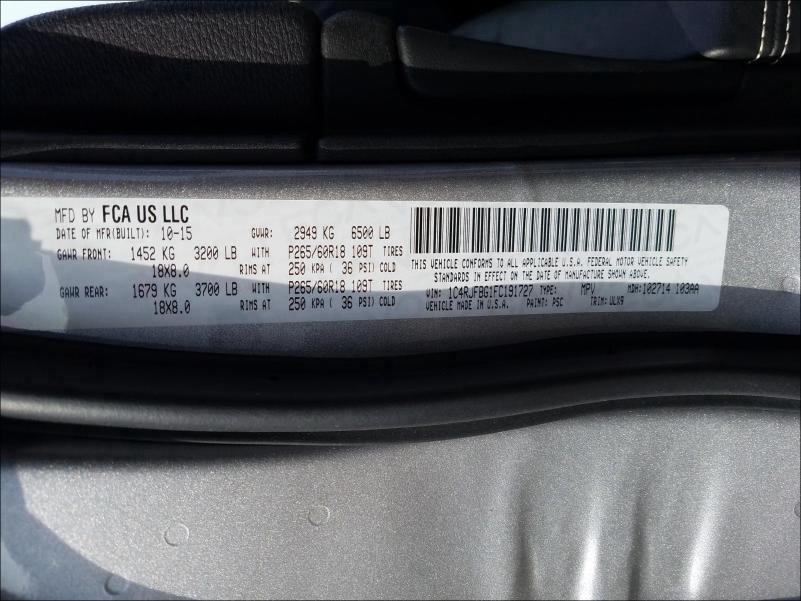 MFD BY FCA US LLC
DATE OF MFR(BUILT): 10-15 GVWR: 2949 KG 6500 LB
GAWR FRONT: 1452 KG 3200 LB WITH P265/60R18 109T TIRES
18X8.0 RIMS AT 250 KPA ( 36 PSI) COLD
GAWR REAR: 1679 KG 3700 LB WITH P265/60R18 109T TIRES
18X8.0 RIMS AT 250 KPA ( 36 PSI) COLD
THIS VEHICLE CONFORMS TO ALL APPLICABLE U.S.A. FEDERAL MOTOR VEHICLE SAFETY
STANDARDS IN EFFECT ON THE DATE OF MANUFACTURE SHOWN ABOVE.
VIN: 1C4RJFBG1FC191727 TYPE: MPV MDH:102714 103AA
VEHICLE MADE IN U.S.A. PAINT: PSC TRIM: ULX9